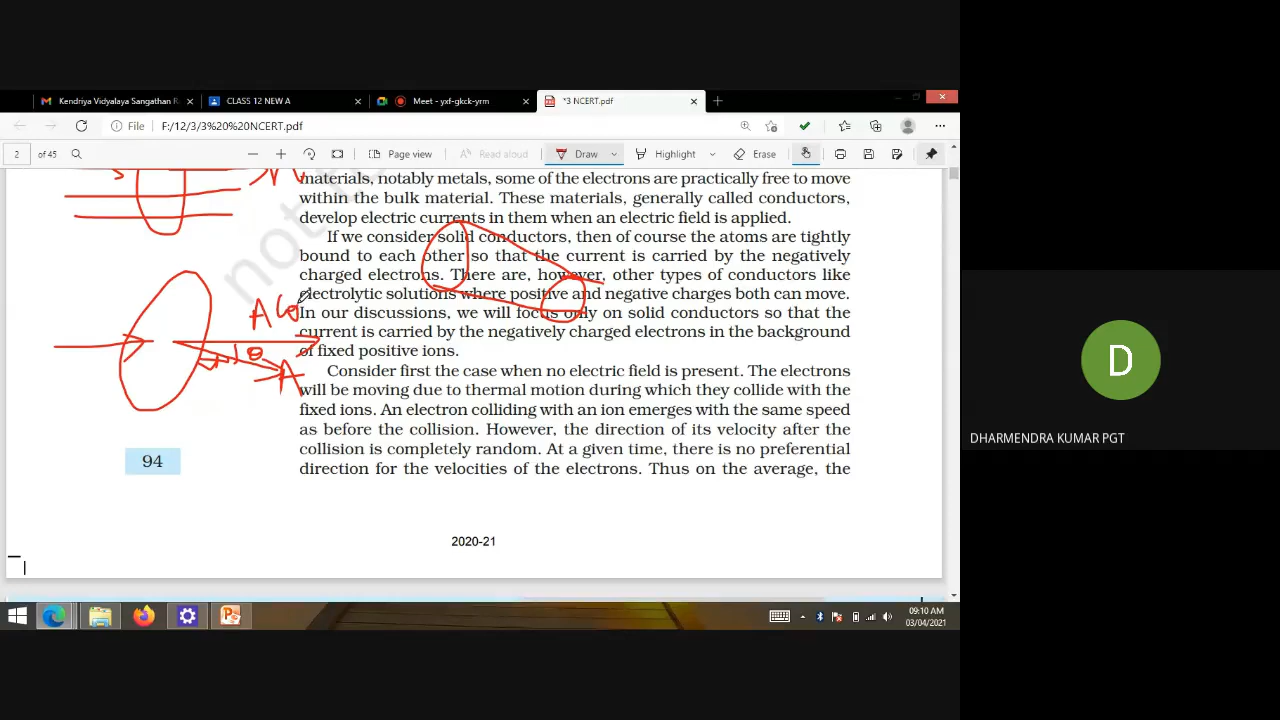 Kendriya Vidyalaya Sangathan R
CLASS 12 NEW A
Meet - yxf-gkck-yrm
*3 NCERT.pdf
File
F:/12/3/3%20%20NCERT.pdf
2
of 45
Page view
Read aloud
Draw
Highlight
Erase
materials, notably metals, some of the electrons are practically free to move
within the bulk material. These materials, generally called conductors,
develop electric currents in them when an electric field is applied.
If we consider solid conductors, then of course the atoms are tightly
bound to each other so that the current is carried by the negatively
charged electrons. There are, however, other types of conductors like
electrolytic solutions where positive and negative charges both can move.
In our discussions, we will focus only on solid conductors so that the
current is carried by the negatively charged electrons in the background
of fixed positive ions.
Consider first the case when no electric field is present. The electrons
will be moving due to thermal motion during which they collide with the
fixed ions. An electron colliding with an ion emerges with the same speed
as before the collision. However, the direction of its velocity after the
collision is completely random. At a given time, there is no preferential
direction for the velocities of the electrons. Thus on the average, the
not
A Co
θ
A
94
2020-21
D
DHARMENDRA KUMAR PGT
09:10 AM
03/04/2021